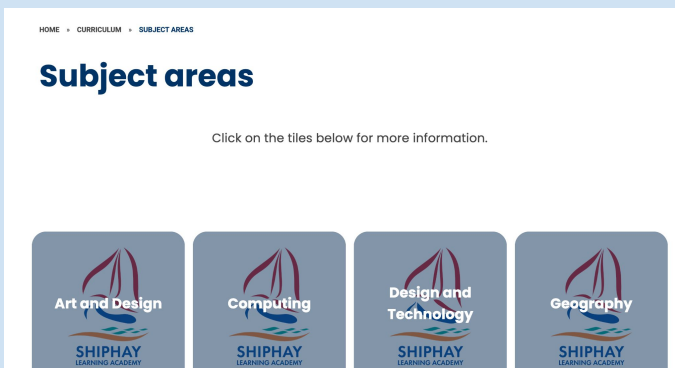 HOME » CURRICULUM » SUBJECT AREAS
Subject areas
Click on the tiles below for more information.
Art and Design
SHIPHAY
LEARNING ACADEMY
Computing
SHIPHAY
LEARNING ACADEMY
Design and
Technology
SHIPHAY
LEARNING ACADEMY
Geography
SHIPHAY
LEARNING ACADEMY